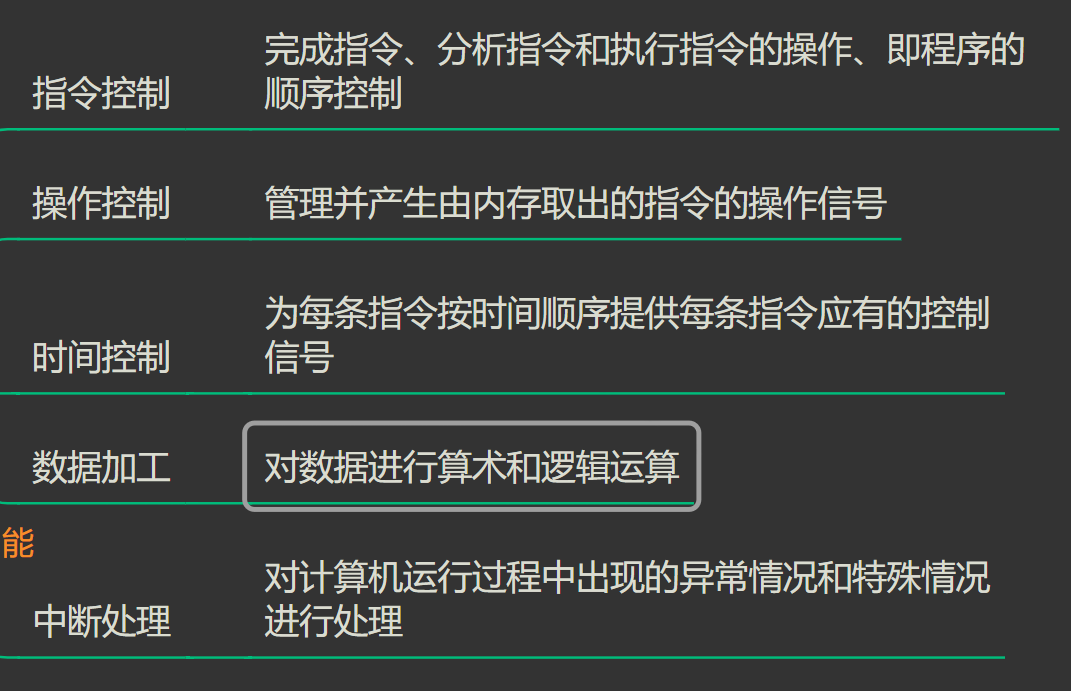 完成指令、分析指令和执行指令的操作、即程序的
指令控制 顺序控制
操作控制 管理并产生由内存取出的指令的操作信号
为每条指令按时间顺序提供每条指令应有的控制
时间控制 信号
数据加工 对数据进行算术和逻辑运算
能
对计算机运行过程中出现的异常情况和特殊情况
中断处理 进行处理